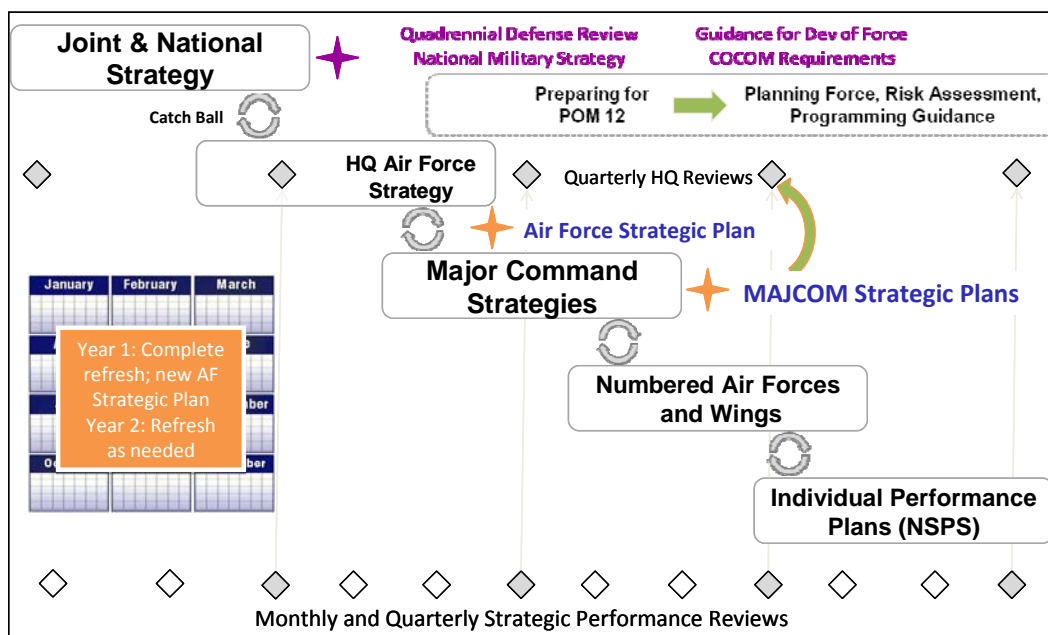 Joint & National
Strategy
Quadrennial Defense Review
National Military Strategy
Guidance for Dev of Force
COCOM Requirements
Preparing for
POM 12
Planning Force, Risk Assessment,
Programming Guidance
Catch Ball
HQ Air Force
Strategy
Quarterly HQ Reviews
Air Force Strategic Plan
Major Command
Strategies
MAJCOM Strategic Plans
January
February
March
Year 1: Complete
refresh; new AF
Strategic Plan
Year 2: Refresh
as needed
Numbered Air Forces
and Wings
Individual Performance
Plans (NSPS)
Monthly and Quarterly Strategic Performance Reviews